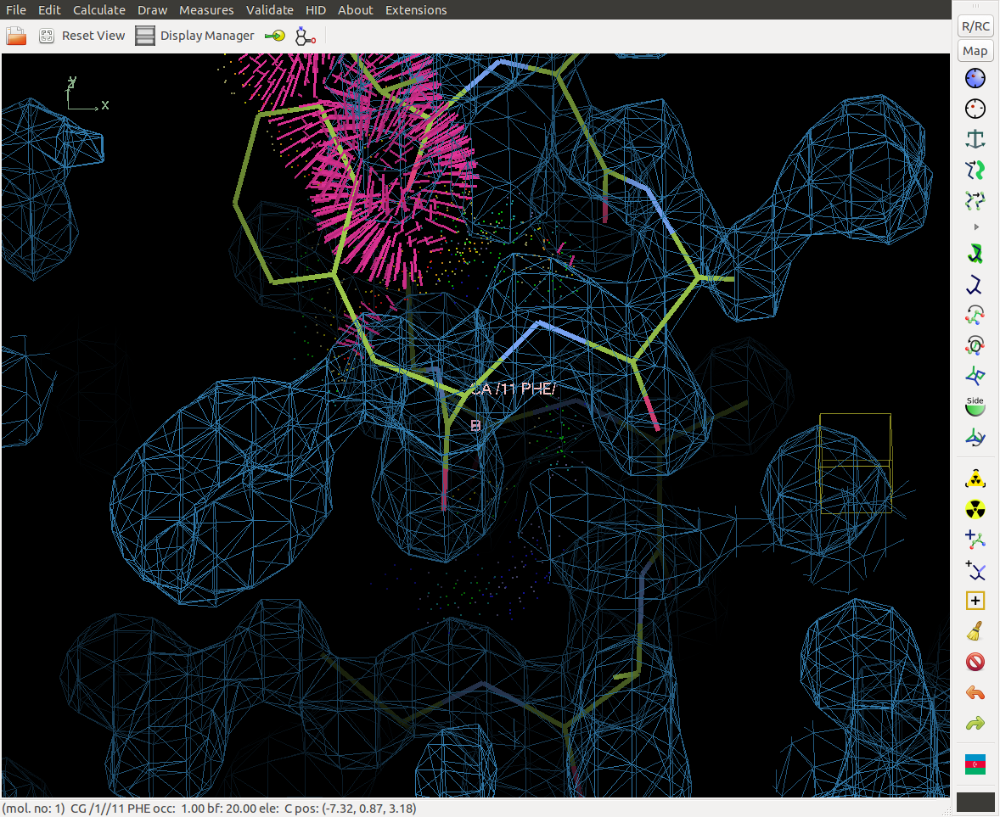 File Edit Calculate Draw Measures Validate HID About Extensions
Reset View Display Manager
R/RC
Map
y
x
CA /11 PHE/
Side
(mol. no: 1) CG /1//11 PHE occ: 1.00 bf: 20.00 ele: C pos: (-7.32, 0.87, 3.18)